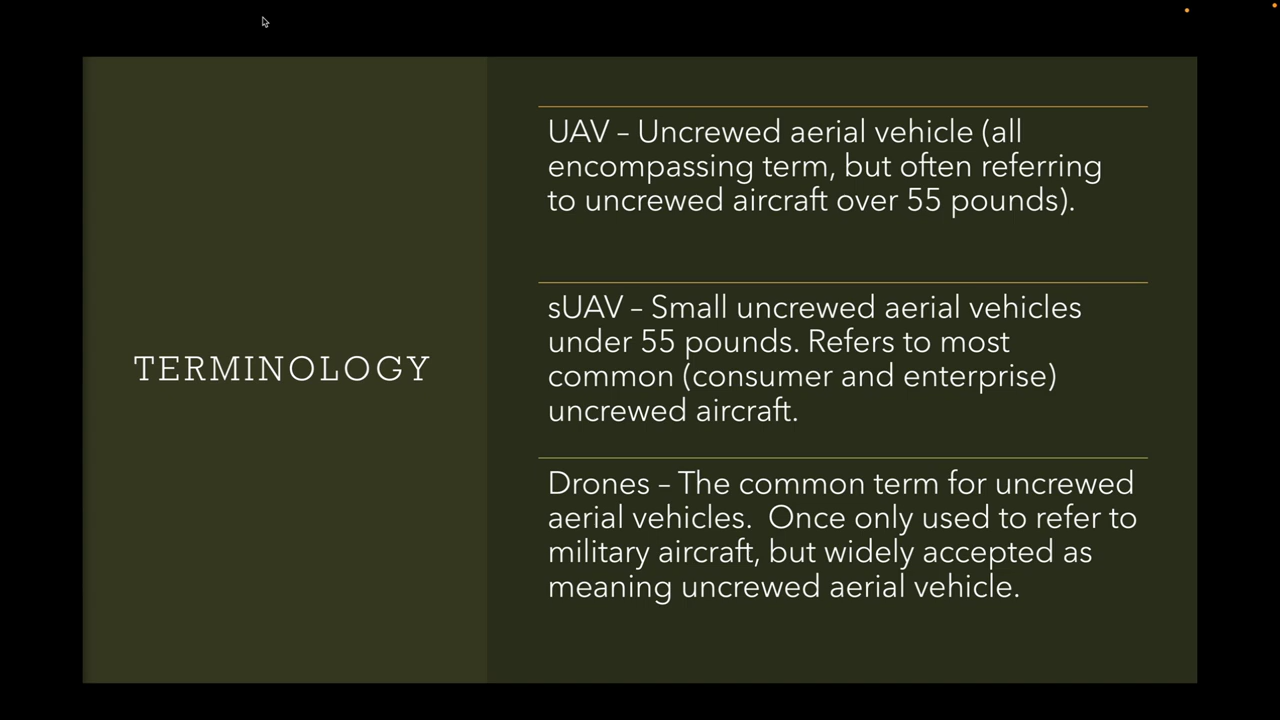 TERMINOLOGY
UAV – Uncrewed aerial vehicle (all
encompassing term, but often referring
to uncrewed aircraft over 55 pounds).
sUAV – Small uncrewed aerial vehicles
under 55 pounds. Refers to most
common (consumer and enterprise)
uncrewed aircraft.
Drones – The common term for uncrewed
aerial vehicles.  Once only used to refer to
military aircraft, but widely accepted as
meaning uncrewed aerial vehicle.